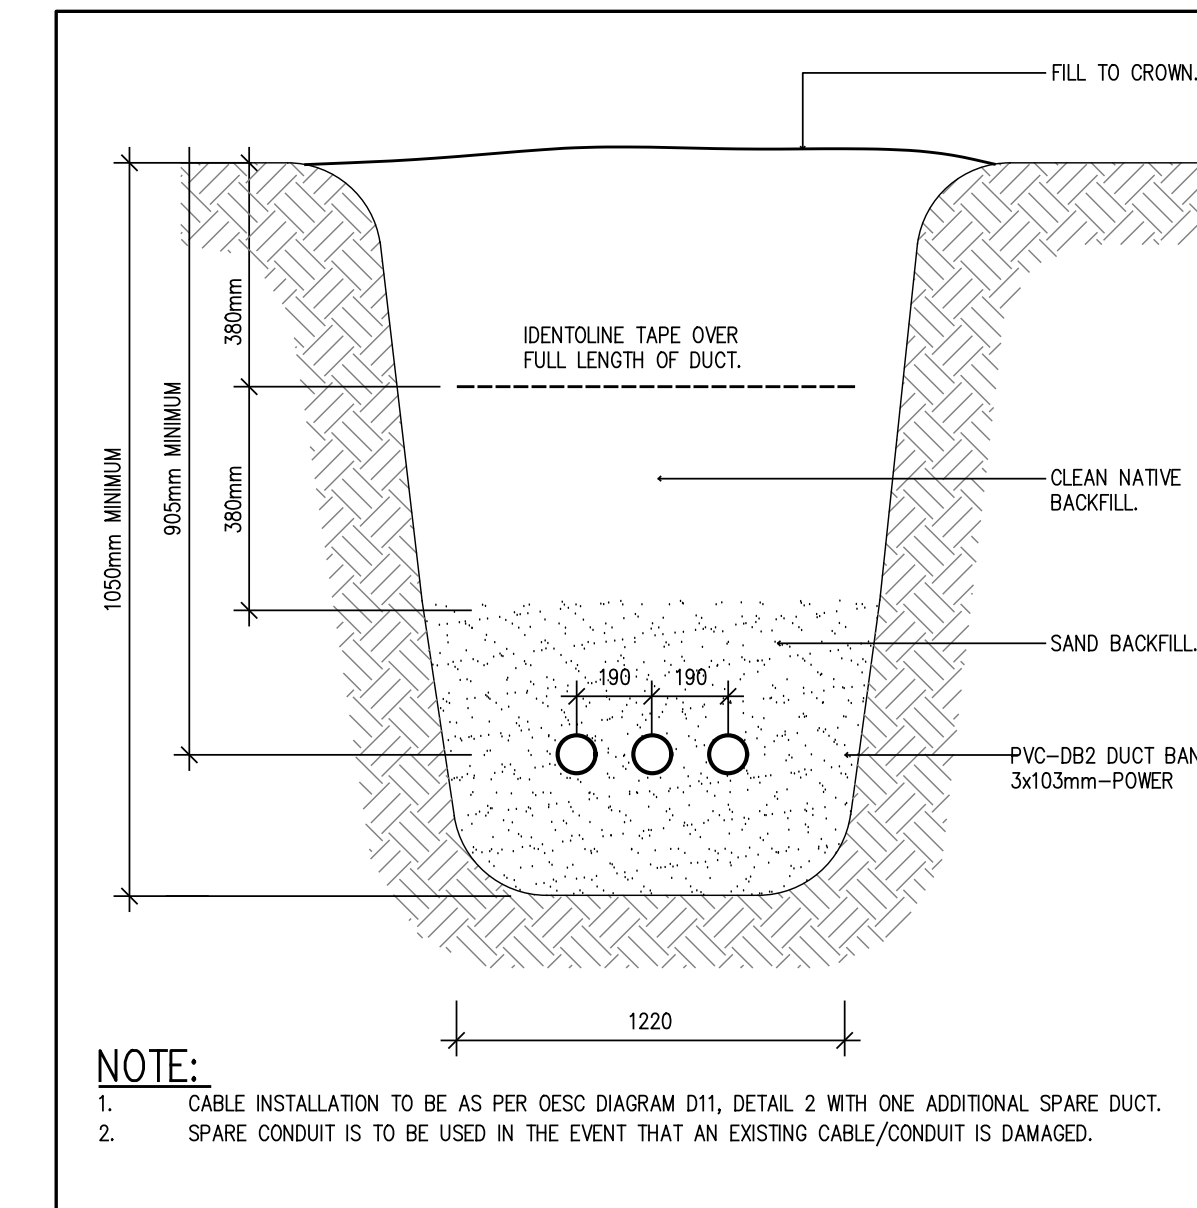 FILL TO CROWN.
380mm
IDENTOLINE TAPE OVER
FULL LENGTH OF DUCT.
905mm MINIMUM
1050mm MINIMUM
380mm
CLEAN NATIVE
BACKFILL.
SAND BACKFILL.
190 190
PVC-DB2 DUCT BAN
3x103mm-POWER
1220
NOTE:
1. CABLE INSTALLATION TO BE AS PER OESC DIAGRAM D11, DETAIL 2 WITH ONE ADDITIONAL SPARE DUCT.
2. SPARE CONDUIT IS TO BE USED IN THE EVENT THAT AN EXISTING CABLE/CONDUIT IS DAMAGED.